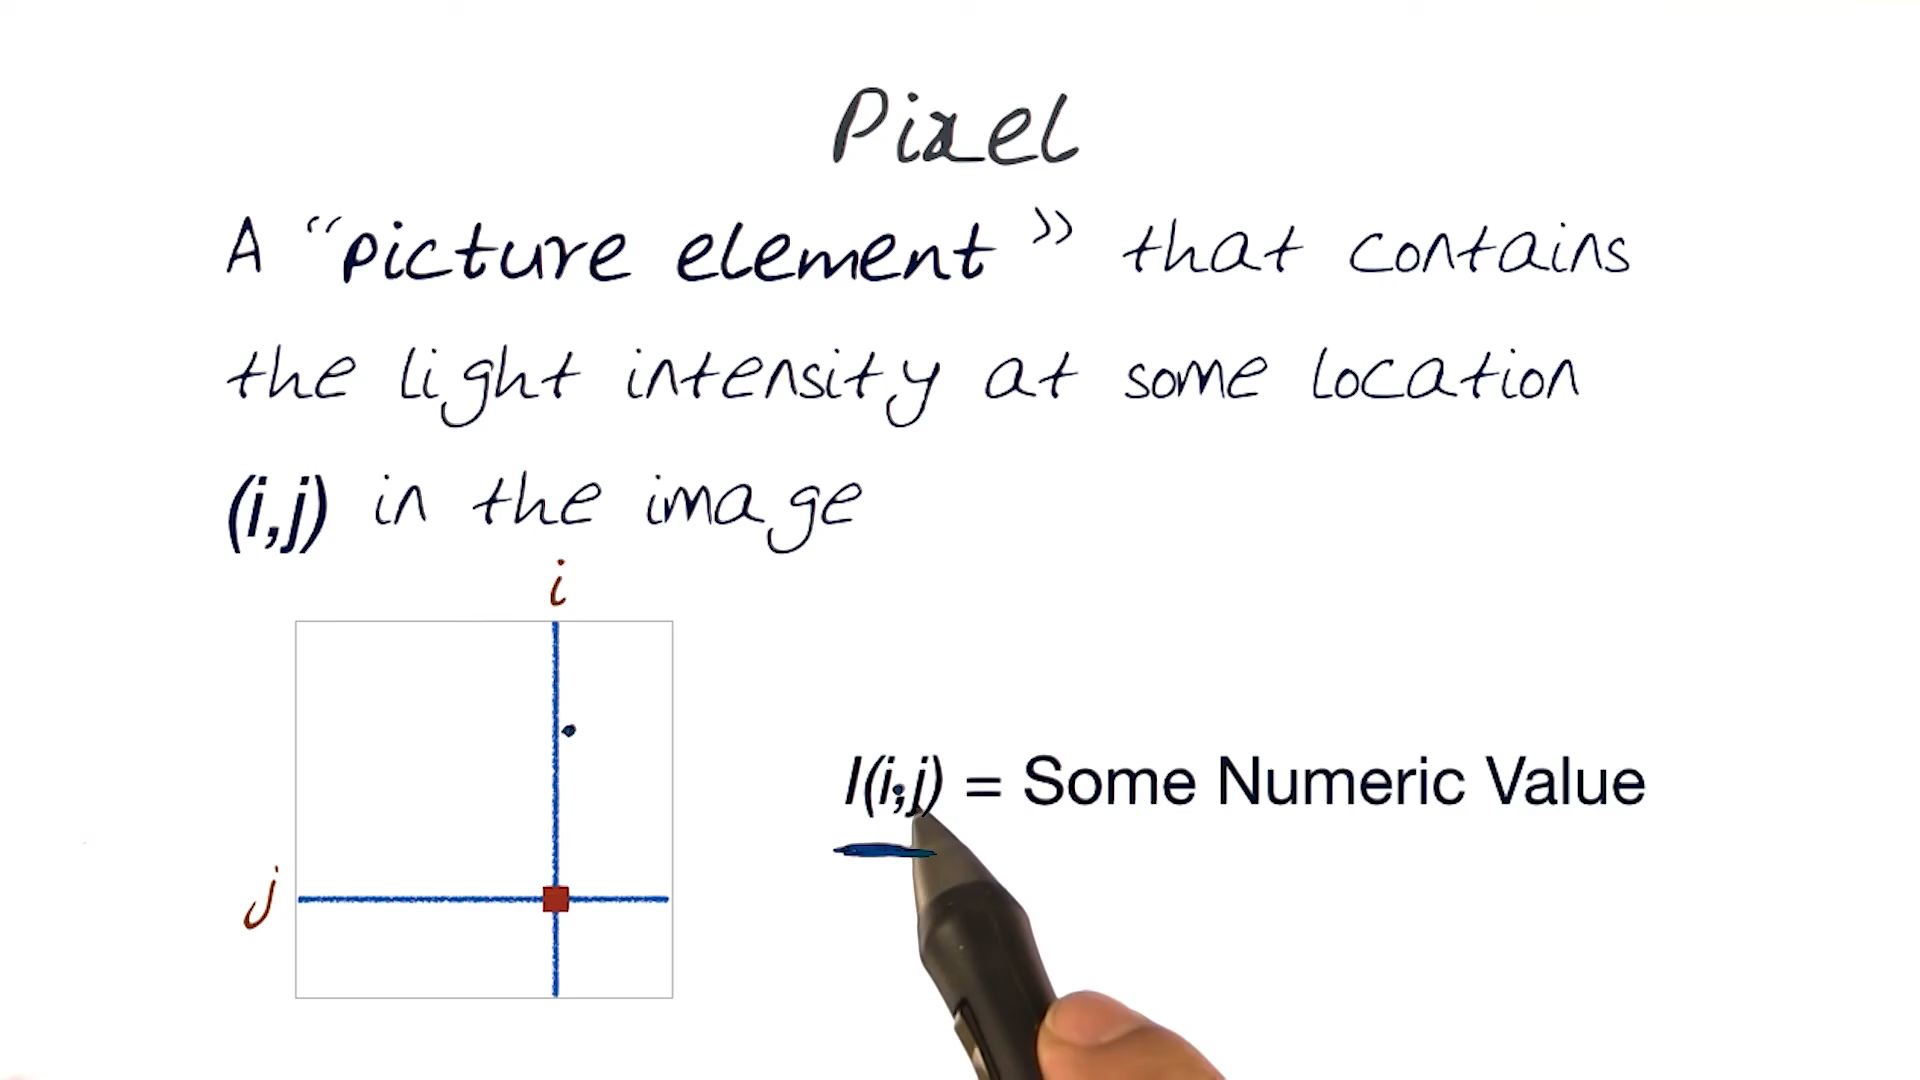 Pixel
A “picture element” that contains
the light intensity at some location
(i,j) in the image
i
j
I(i,j) = Some Numeric Value